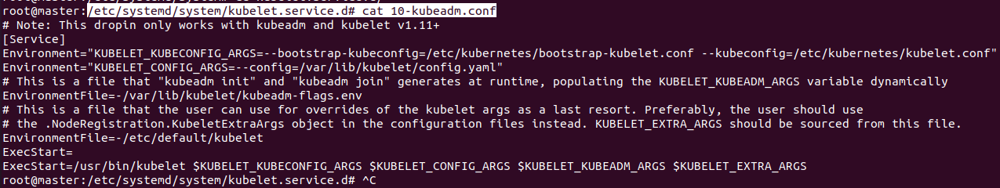 root@master:/etc/systemd/system/kubelet.service.d# cat 10-kubeadm.conf
# Note: This dropin only works with kubeadm and kubelet v1.11+
[Service]
Environment="KUBELET_KUBECONFIG_ARGS=--bootstrap-kubeconfig=/etc/kubernetes/bootstrap-kubelet.conf --kubeconfig=/etc/kubernetes/kubelet.conf"
Environment="KUBELET_CONFIG_ARGS=--config=/var/lib/kubelet/config.yaml"
# This is a file that "kubeadm init" and "kubeadm join" generates at runtime, populating the KUBELET_KUBEADM_ARGS variable dynamically
EnvironmentFile=-/var/lib/kubelet/kubeadm-flags.env
# This is a file that the user can use for overrides of the kubelet args as a last resort. Preferably, the user should use
# the .NodeRegistration.KubeletExtraArgs object in the configuration files instead. KUBELET_EXTRA_ARGS should be sourced from this file.
EnvironmentFile=-/etc/default/kubelet
ExecStart=
ExecStart=/usr/bin/kubelet $KUBELET_KUBECONFIG_ARGS $KUBELET_CONFIG_ARGS $KUBELET_KUBEADM_ARGS $KUBELET_EXTRA_ARGS
root@master:/etc/systemd/system/kubelet.service.d# ^C